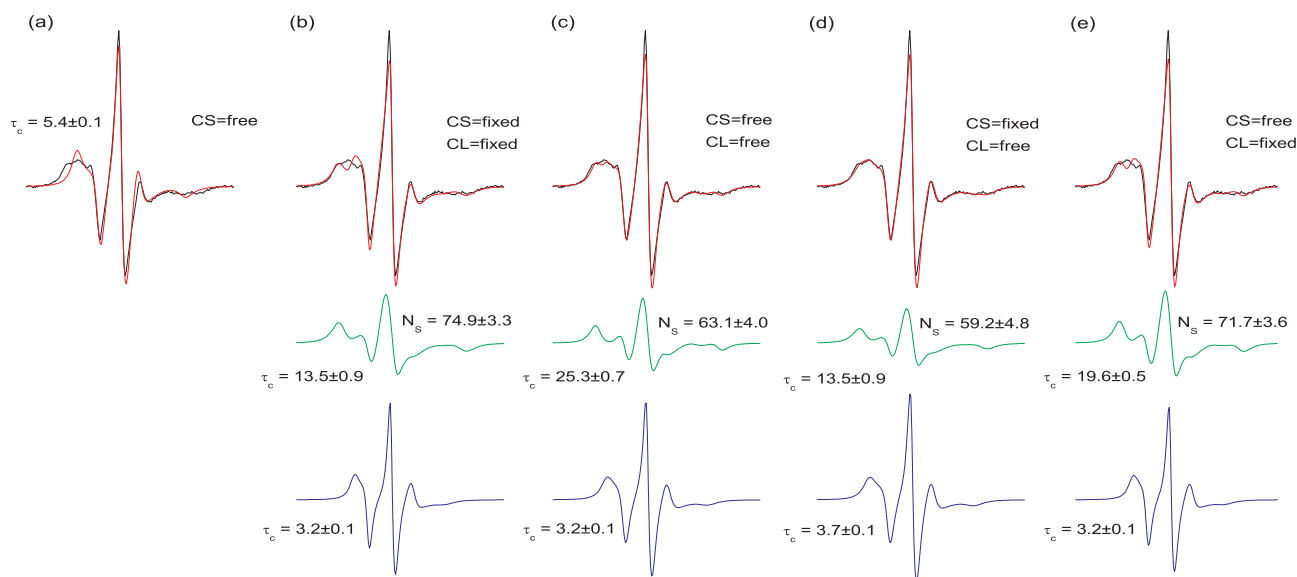 (a)
(b)
(c)
(d)
(e)
τc = 5.4±0.1
CS=free
CS=fixed
CL=fixed
CS=free
CL=free
CS=fixed
CL=free
CS=free
CL=fixed
NS = 74.9±3.3
NS = 63.1±4.0
NS = 59.2±4.8
NS = 71.7±3.6
τc = 13.5±0.9
τc = 25.3±0.7
τc = 13.5±0.9
τc = 19.6±0.5
τc = 3.2±0.1
τc = 3.2±0.1
τc = 3.7±0.1
τc = 3.2±0.1